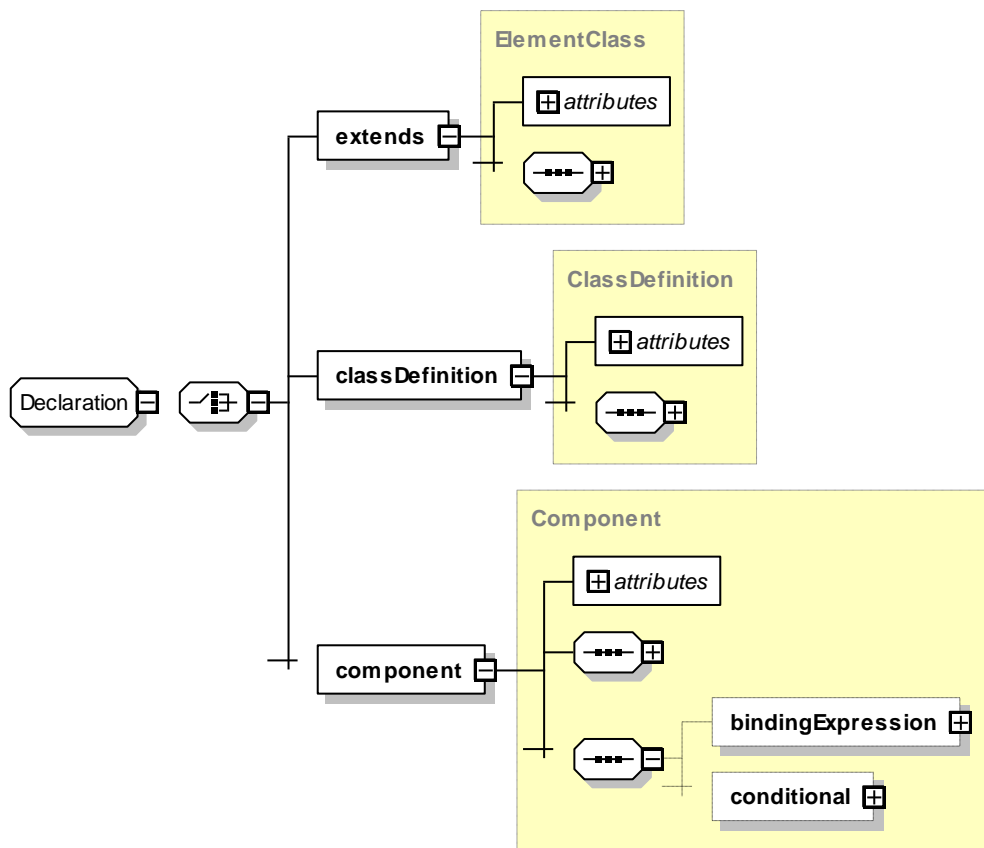 ElementClass
attributes
extends
ClassDefinition
attributes
classDefinition
Declaration
Component
attributes
component
bindingExpression
conditional